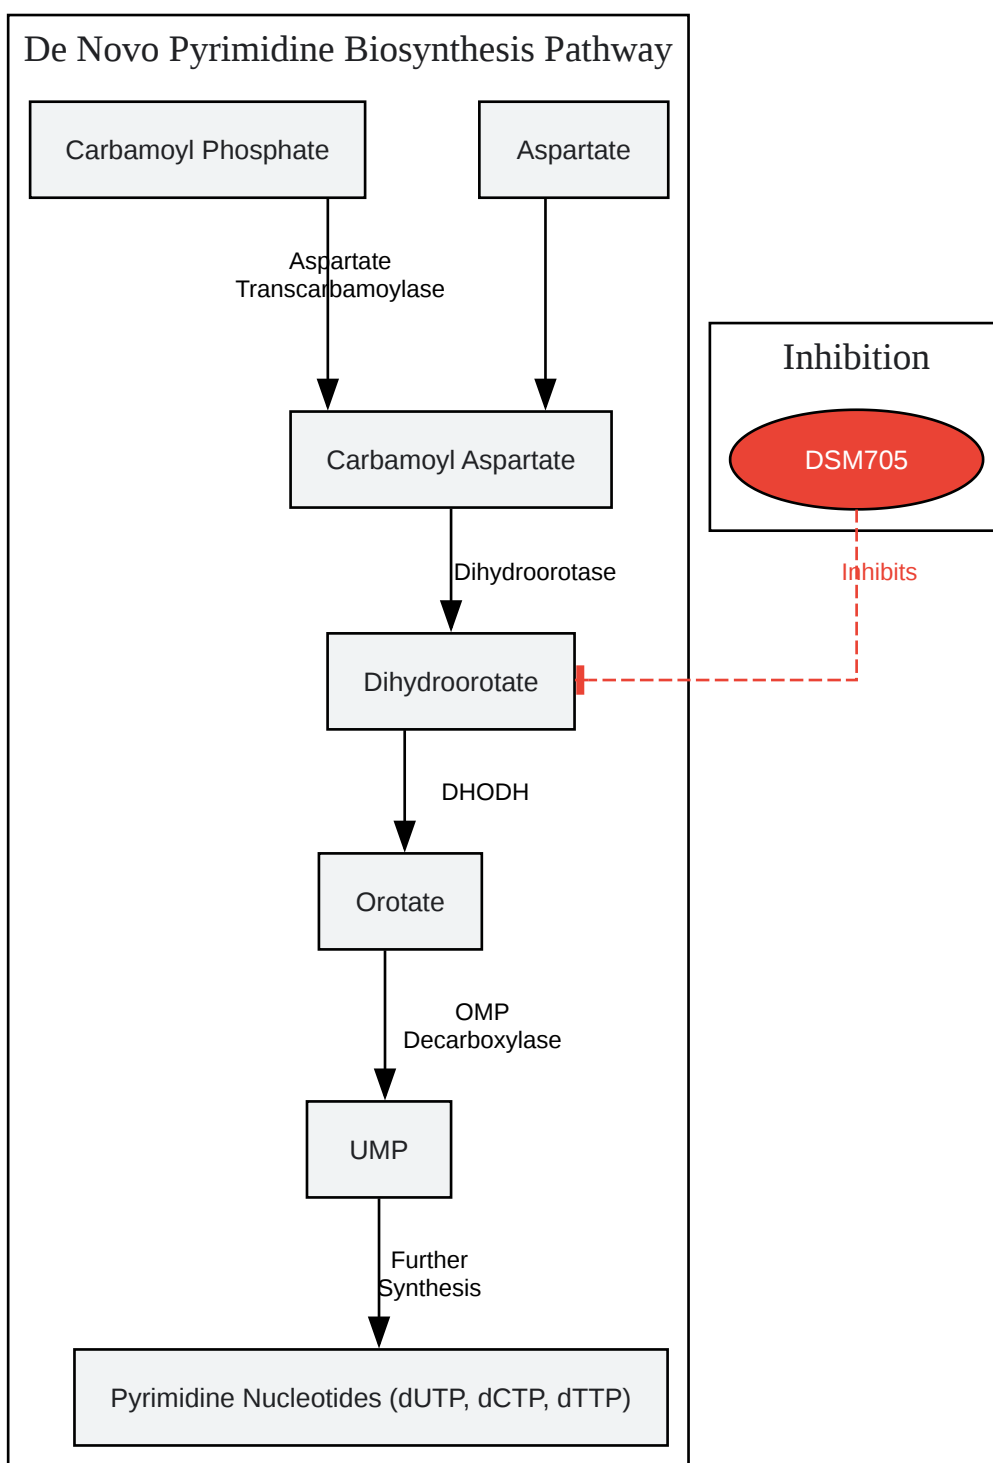 De Novo Pyrimidine Biosynthesis Pathway
Carbamoyl Phosphate
Aspartate
Aspartate
Transcarbamoylase
Inhibition
Carbamoyl Aspartate
DSM705
Dihydroorotase
Inhibits
Dihydroorotate
DHODH
Orotate
OMP
Decarboxylase
UMP
Further
Synthesis
Pyrimidine Nucleotides (dUTP, dCTP, dTTP)